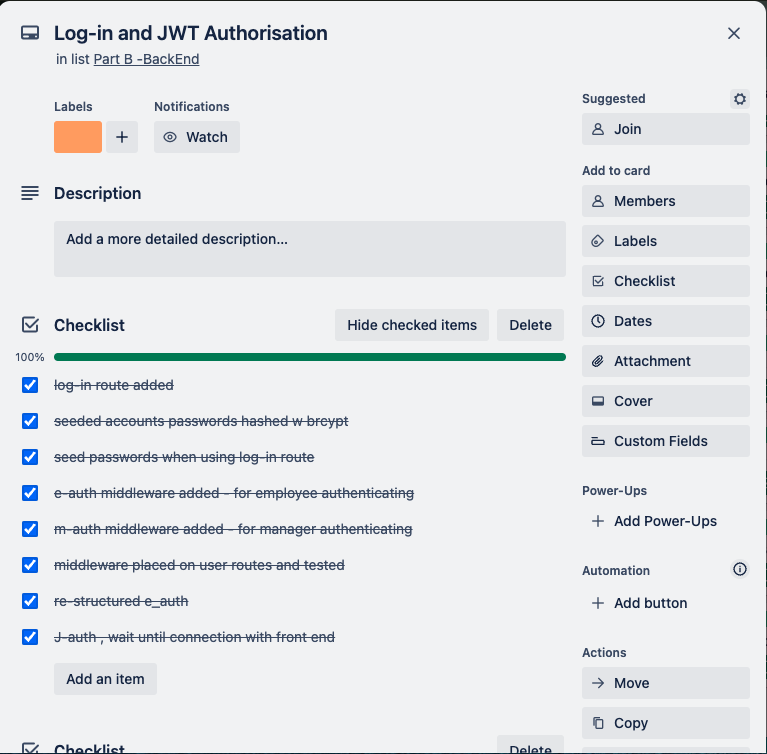 Log-in and JWT Authorisation
in list Part B -BackEnd
Labels
Notifications
Watch
Description
Add a more detailed description...
Checklist
Hide checked items
Delete
100%
log-in route added
seeded accounts passwords hashed w brcypt
seed passwords when using log-in route
e-auth middleware added - for employee authenticating
m-auth middleware added - for manager authenticating
middleware placed on user routes and tested
re-structured e_auth
J-auth , wait until connection with front end
Add an item
Checklist
Delete
Suggested
Join
Add to card
Members
Labels
Checklist
Dates
Attachment
Cover
Custom Fields
Power-Ups
Add Power-Ups
Automation
Add button
Actions
Move
Copy